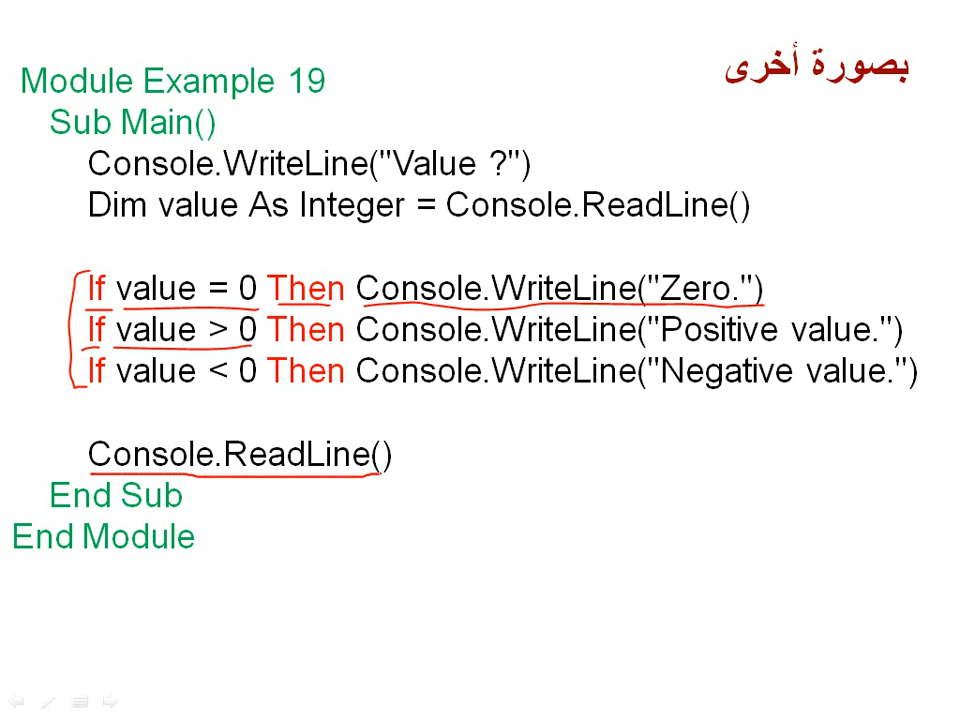 بصورة أخرى
Module Example 19
Sub Main()
Console.WriteLine("Value ?")
Dim value As Integer = Console.ReadLine()
If value = 0 Then Console.WriteLine("Zero.")
If value > 0 Then Console.WriteLine("Positive value.")
If value < 0 Then Console.WriteLine("Negative value.")
Console.ReadLine()
End Sub
End Module